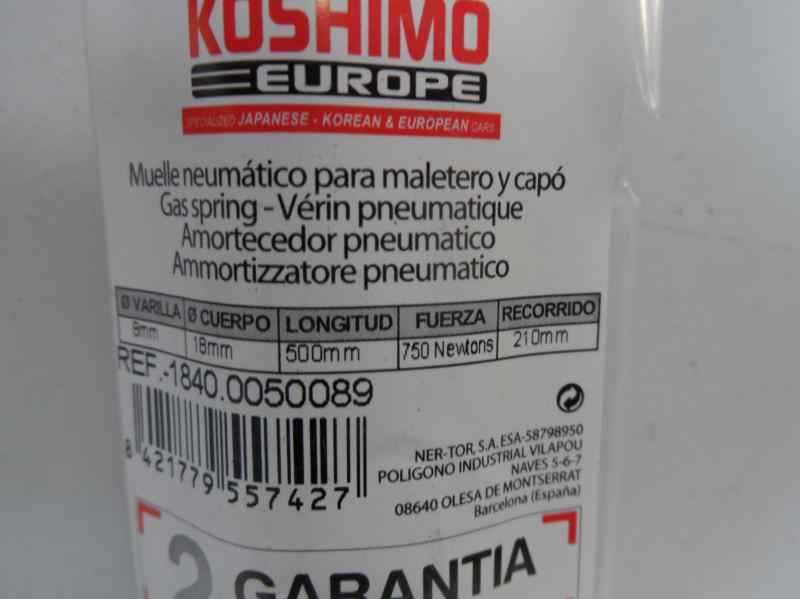 KOSHIMO
EUROPE
SPECIALIZED JAPANESE - KOREAN & EUROPEAN CARS
Muelle neumático para maletero y capó
Gas spring - Vérin pneumatique
Amortecedor pneumatico
Ammortizzatore pneumatico
Ø VARILLA Ø CUERPO LONGITUD FUERZA RECORRIDO
8mm 18mm 500mm 750 Newtons 210mm
REF.-1840.0050089
8 421779 557427
NER-TOR, S.A. ESA-58798950
POLIGONO INDUSTRIAL VILAPOU
NAVES 5-6-7
08640 OLESA DE MONTSERRAT
Barcelona (España)
2 GARANTIA